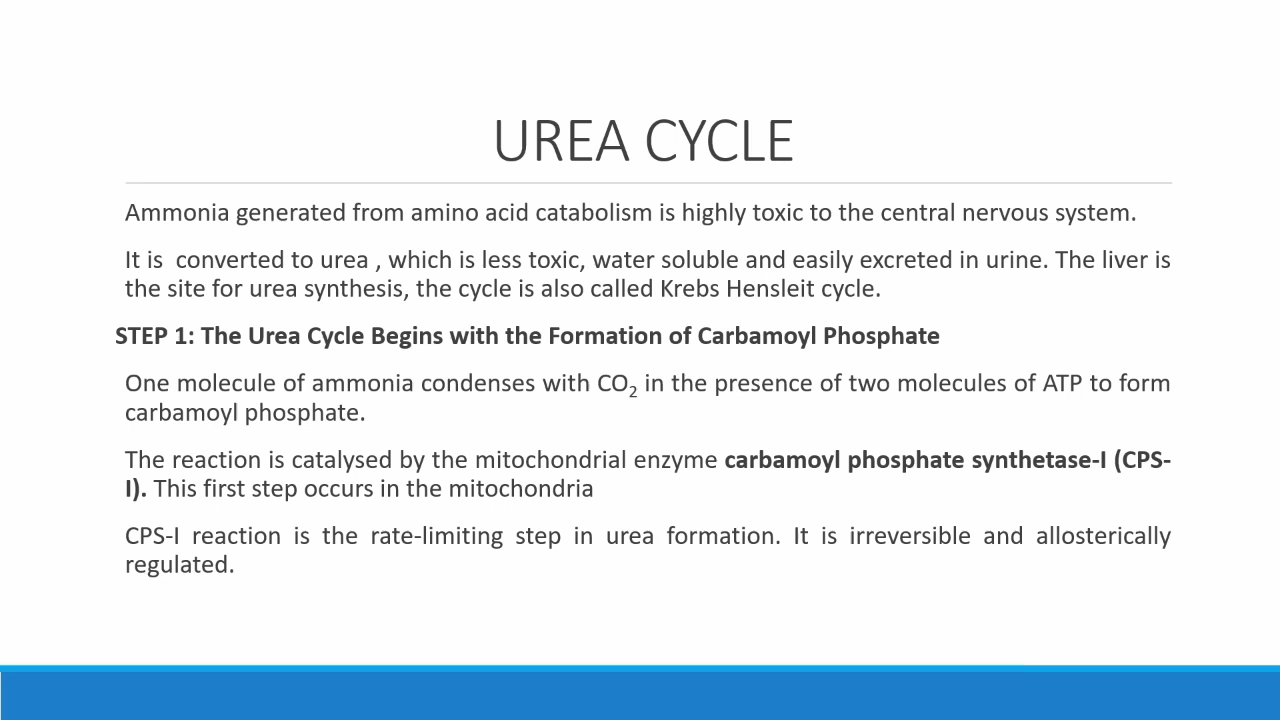 UREA CYCLE
Ammonia generated from amino acid catabolism is highly toxic to the central nervous system.
It is  converted to urea , which is less toxic, water soluble and easily excreted in urine. The liver is
the site for urea synthesis, the cycle is also called Krebs Hensleit cycle.
STEP 1: The Urea Cycle Begins with the Formation of Carbamoyl Phosphate
One molecule of ammonia condenses with CO₂ in the presence of two molecules of ATP to form
carbamoyl phosphate.
The reaction is catalysed by the mitochondrial enzyme carbamoyl phosphate synthetase-I (CPS-
I). This first step occurs in the mitochondria
CPS-I reaction is the rate-limiting step in urea formation. It is irreversible and allosterically
regulated.